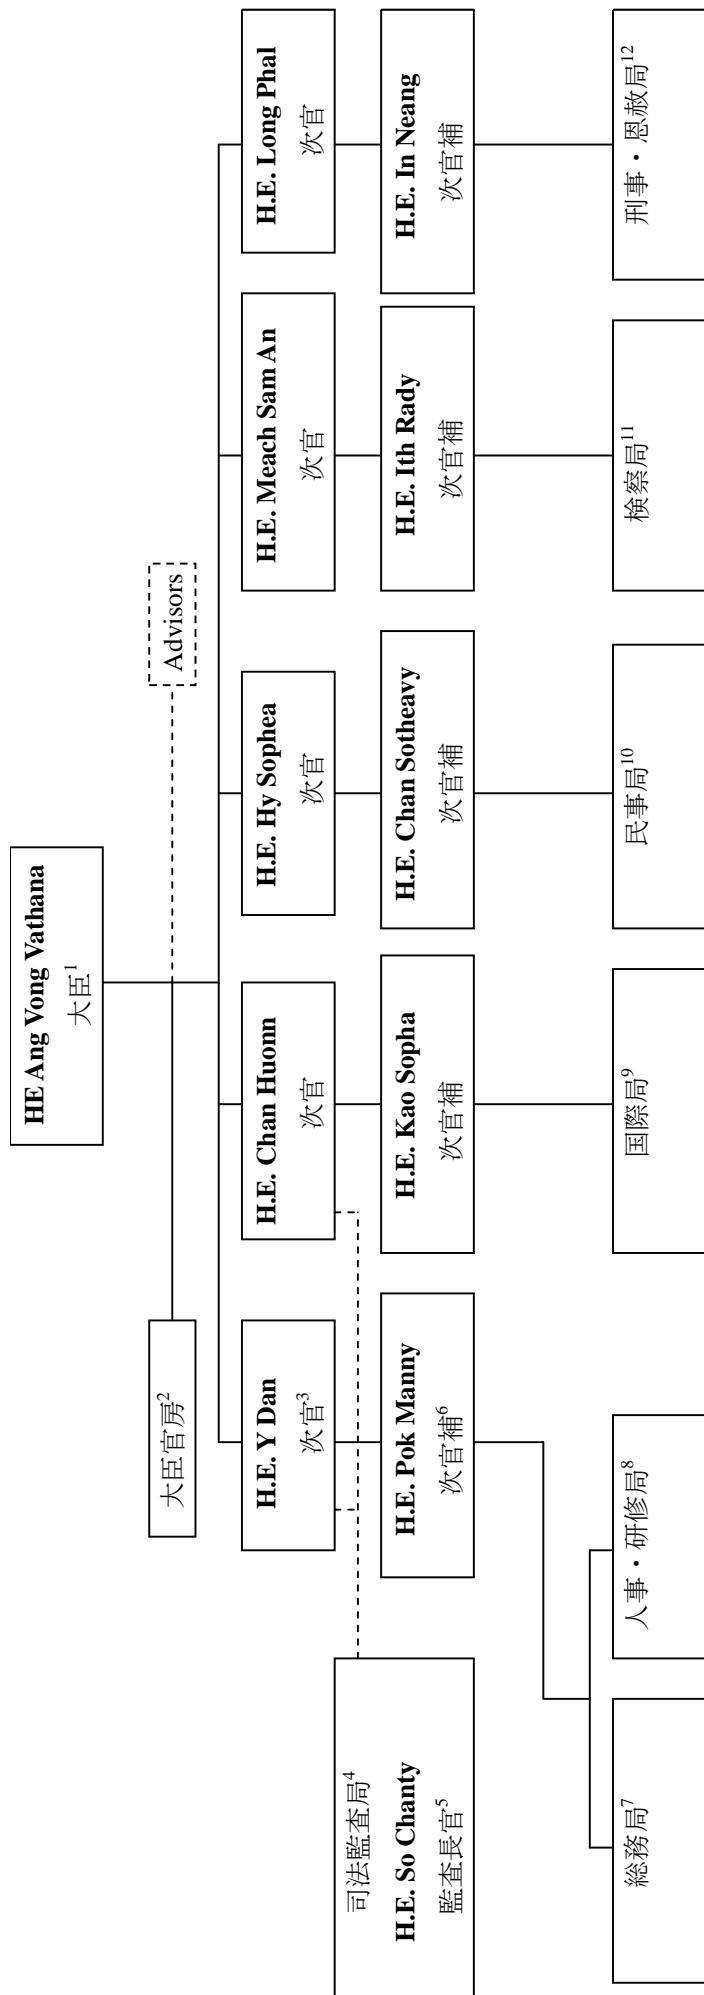 HE Ang Vong Vathana
大臣1
大臣官房2
Advisors
H.E. Y Dan
次官3
H.E. Chan Huonn
次官
H.E. Hy Sophea
次官
H.E. Meach Sam An
次官
H.E. Long Phal
次官
司法監査局4
H.E. So Chanty
監査長官5
H.E. Pok Manny
次官補6
H.E. Kao Sopha
次官補
H.E. Chan Sotheavy
次官補
H.E. Ith Rady
次官補
H.E. In Neang
次官補
総務局7
人事・研修局8
国際局9
民事局10
検察局11
刑事・恩赦局12